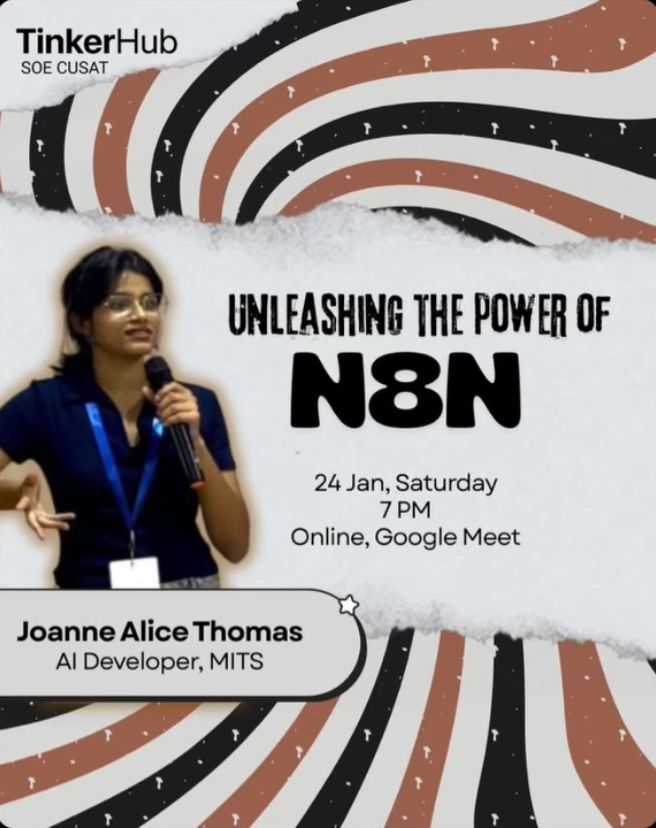 TinkerHub
SOE CUSAT
UNLEASHING THE POWER OF
N8N
24 Jan, Saturday
7 PM
Online, Google Meet
Joanne Alice Thomas
AI Developer, MITS